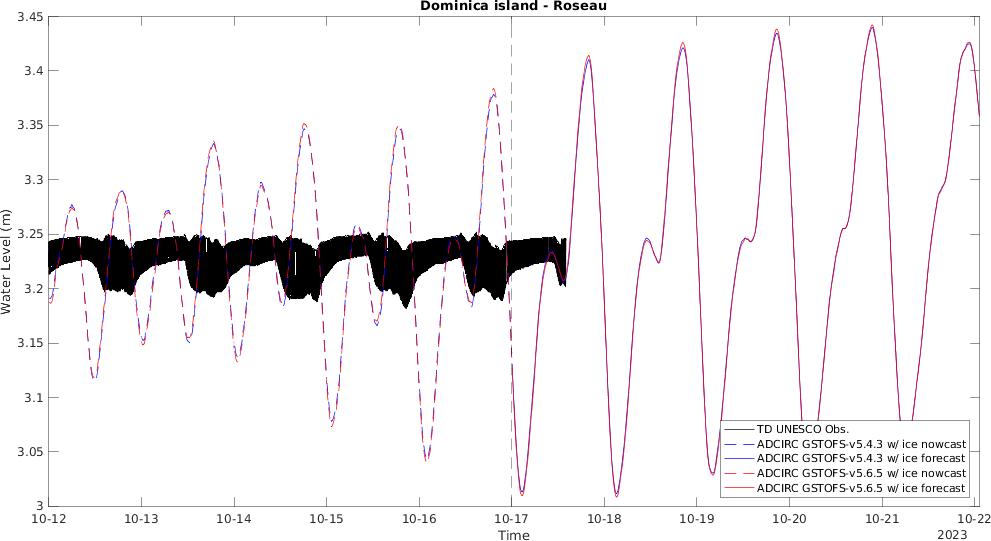 Dominica island - Roseau
3.45
3.4
3.35
3.3
3.25
3.2
3.15
3.1
3.05
3
Water Level (m)
TD UNESCO Obs.
ADCIRC GSTOFS-v5.4.3 w/ ice nowcast
ADCIRC GSTOFS-v5.4.3 w/ ice forecast
ADCIRC GSTOFS-v5.6.5 w/ ice nowcast
ADCIRC GSTOFS-v5.6.5 w/ ice forecast
10-12 10-13 10-14 10-15 10-16 10-17 10-18 10-19 10-20 10-21 10-22
Time
2023